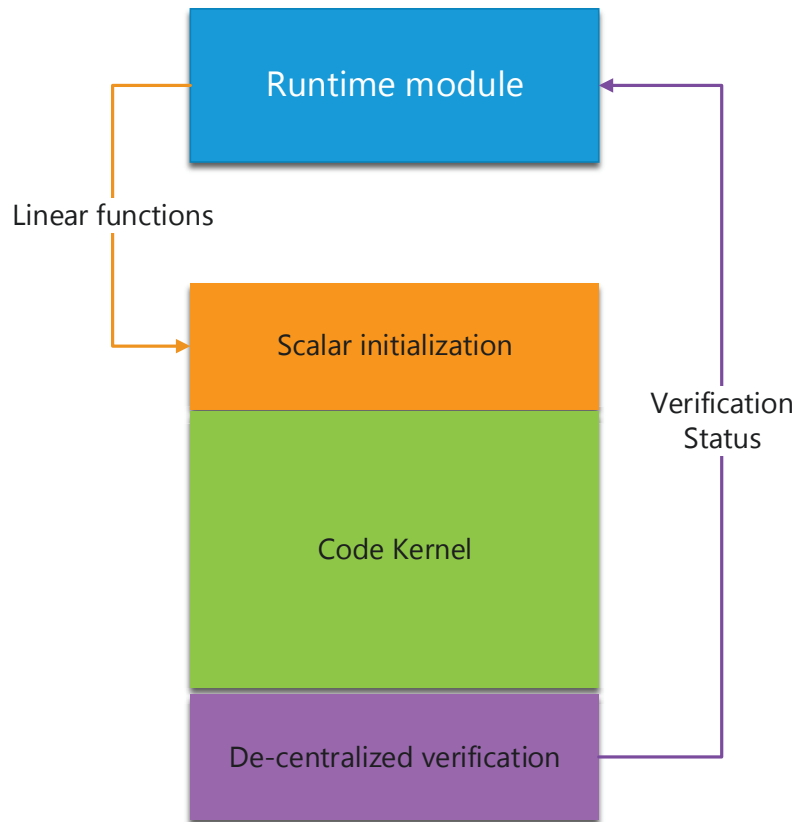 Runtime module
Linear functions
Scalar initialization
Verification
Status
Code Kernel
De-centralized verification